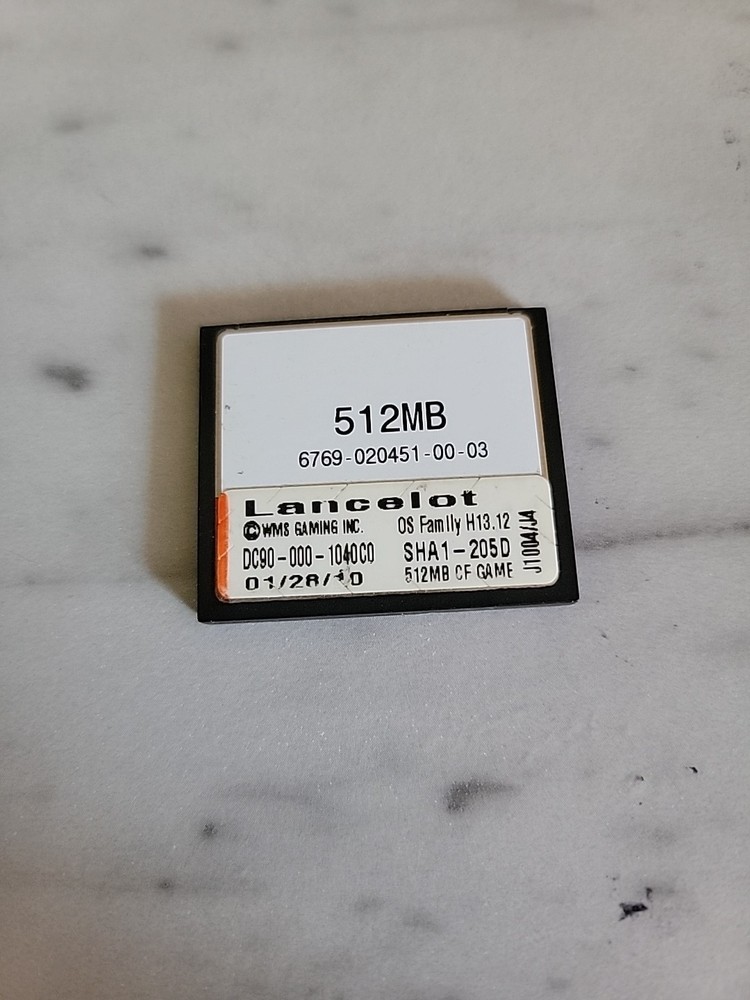 512MB
6769-020451-00-03
Lancelot
©WMS GAMING INC. OS Family H13.12
DC90-000-1040C0 SHA1-205D
01/28/10 512MB CF GAME
J1004/J4